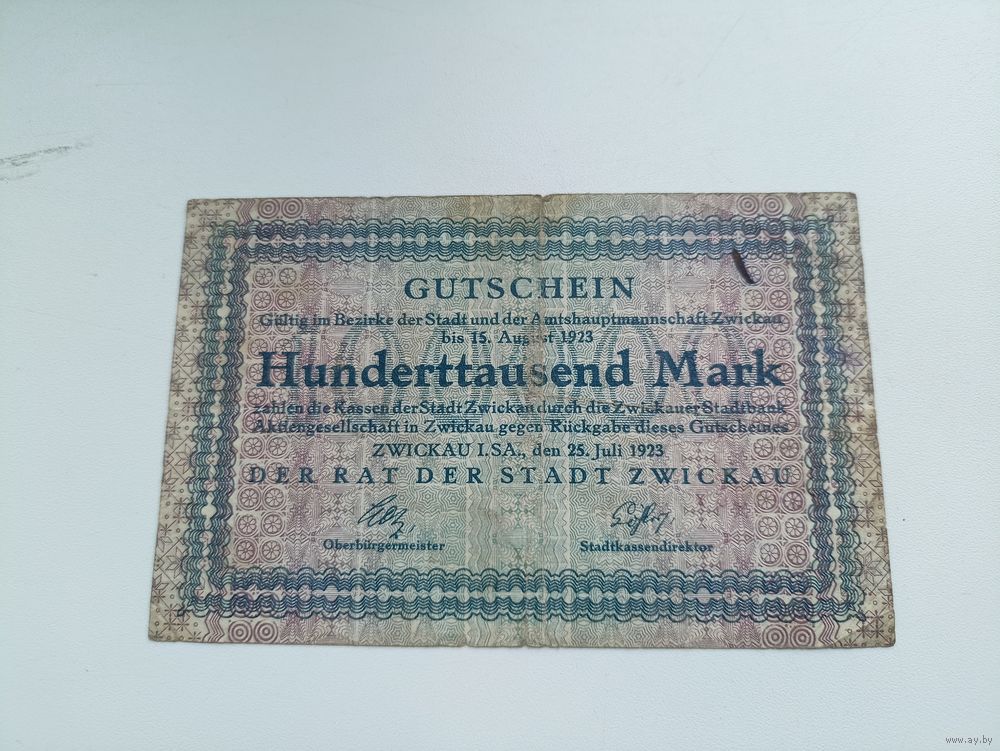 GUTSCHEIN
Gültig im Bezirke der Stadt und der Amtshauptmannschaft Zwickau
bis 15. August 1923
Hunderttausend Mark
zahlen die Kassen der Stadt Zwickau durch die Zwickauer Stadtbank
Aktiengesellschaft in Zwickau gegen Rückgabe dieses Gutscheines
ZWICKAU I.SA., den 25. Juli 1923
DER RAT DER STADT ZWICKAU
Oberbürgermeister
Stadtkassendirektor
www.ay.by